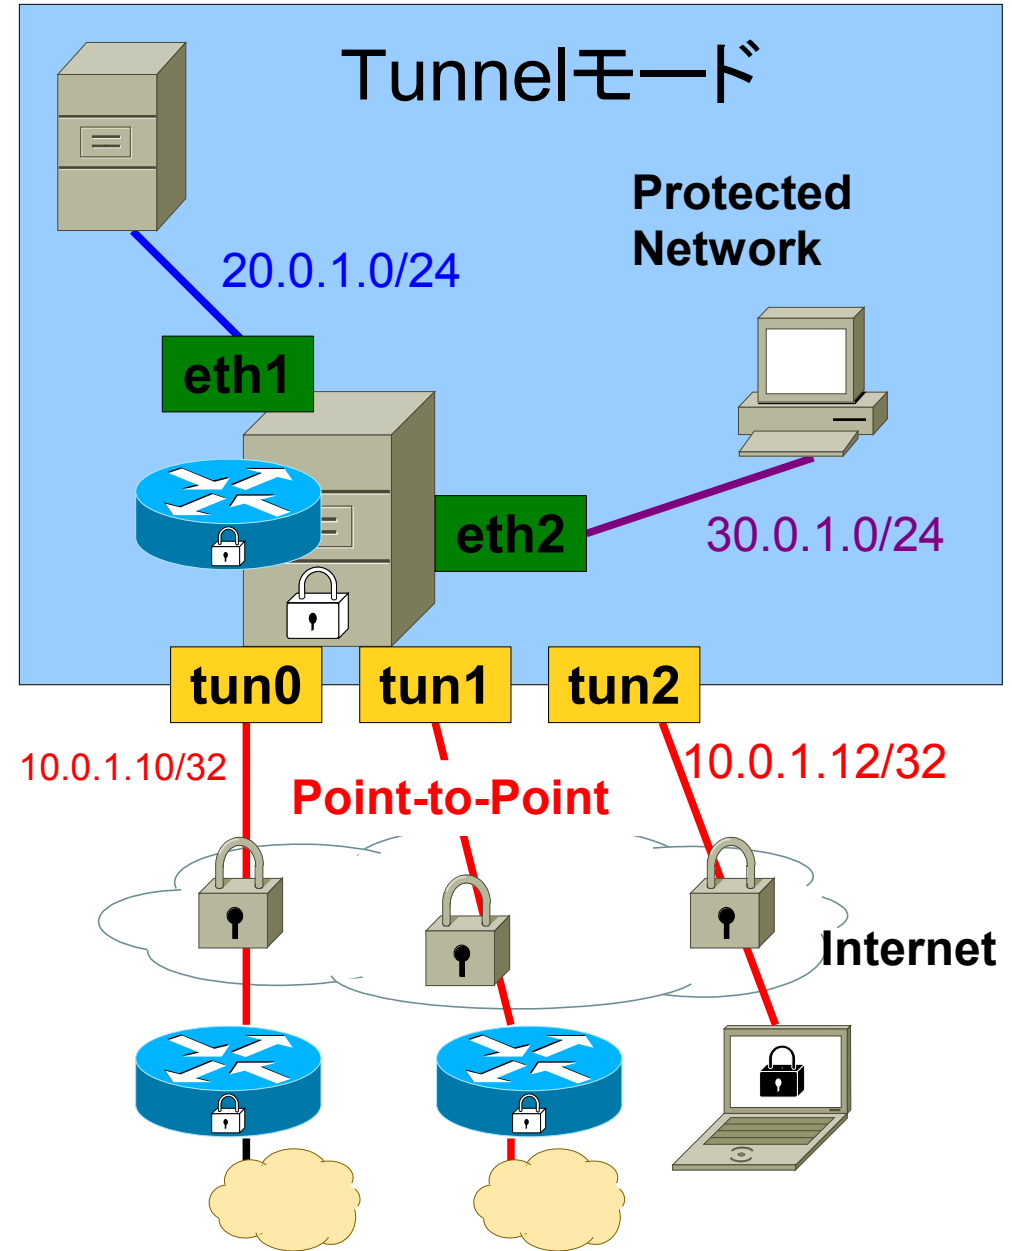 Tunnelモード
Protected
Network
20.0.1.0/24
eth1
eth2
30.0.1.0/24
tun0
tun1
tun2
10.0.1.10/32
10.0.1.12/32
Point-to-Point
Internet